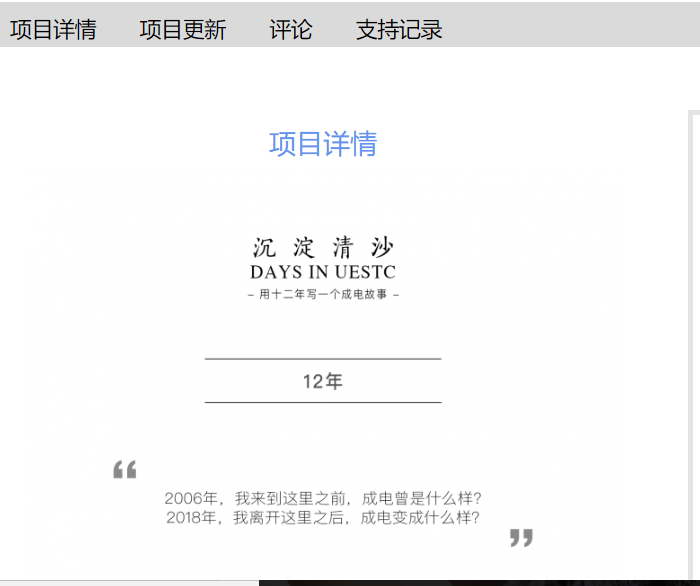 项目详情 项目更新 评论 支持记录
项目详情
沉淀清沙
DAYS IN UESTC
– 用十二年写一个成电故事 –
12年
“
2006年，我来到这里之前，成电曾是什么样？
2018年，我离开这里之后，成电变成什么样？
”